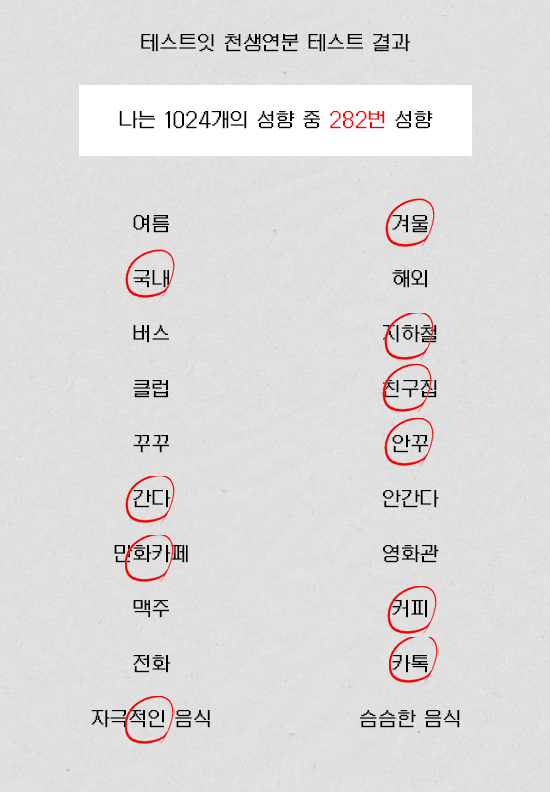 테스트잇 천생연분 테스트 결과
나는 1024개의 성향 중 282번 성향
여름 겨울
국내 해외
버스 지하철
클럽 친구집
꾸꾸 안꾸
간다 안간다
만화카페 영화관
맥주 커피
전화 카톡
자극적인 음식 슴슴한 음식